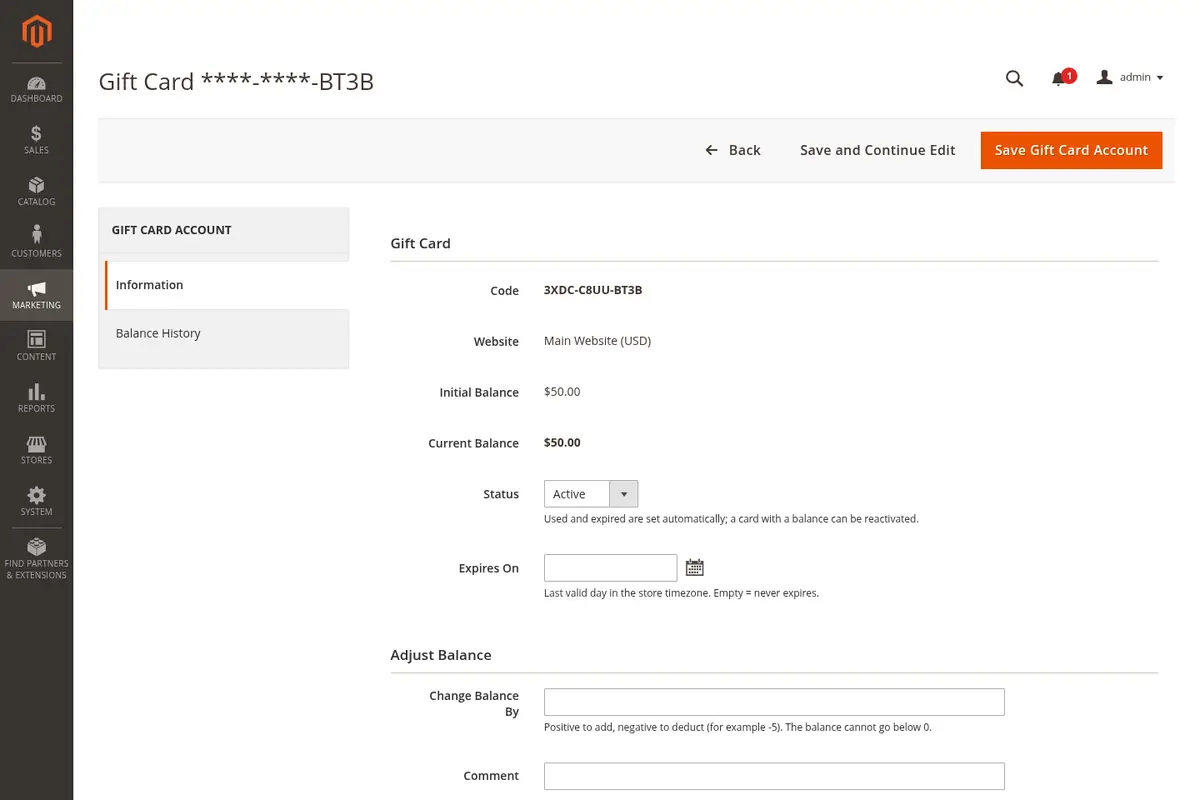 Gift Card ****-****-BT3B
1
admin
DASHBOARD
SALES
CATALOG
CUSTOMERS
MARKETING
CONTENT
REPORTS
STORES
SYSTEM
FIND PARTNERS
& EXTENSIONS
Back
Save and Continue Edit
Save Gift Card Account
GIFT CARD ACCOUNT
Information
Balance History
Gift Card
Code 3XDC-C8UU-BT3B
Website Main Website (USD)
Initial Balance $50.00
Current Balance $50.00
Status Active
Used and expired are set automatically; a card with a balance can be reactivated.
Expires On
Last valid day in the store timezone. Empty = never expires.
Adjust Balance
Change Balance
By
Positive to add, negative to deduct (for example -5). The balance cannot go below 0.
Comment